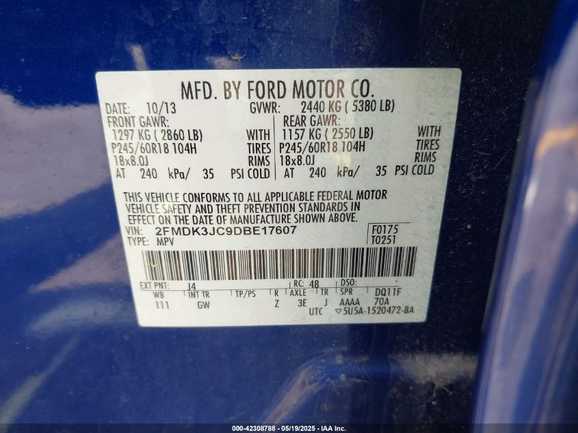 MFD. BY FORD MOTOR CO.
DATE: 10/13 GVWR: 2440 KG ( 5380 LB)
FRONT GAWR: REAR GAWR:
1297 KG ( 2860 LB) WITH 1157 KG ( 2550 LB) WITH
P245/60R18 104H TIRES P245/60R18 104H TIRES
18x8.0J RIMS 18x8.0J RIMS
AT 240 kPa/ 35 PSI COLD AT 240 kPa/ 35 PSI COLD
THIS VEHICLE CONFORMS TO ALL APPLICABLE FEDERAL MOTOR
VEHICLE SAFETY AND THEFT PREVENTION STANDARDS IN
EFFECT ON THE DATE OF MANUFACTURE SHOWN ABOVE.
VIN: 2FMDK3JC9DBE17607 F0175
TYPE: MPV T0251
EXT PNT: J4 RC: 48 DSO:
WB INT TR TP/PS R AXLE TR SPR DQ11F
111 GW Z 3E J AAAA 70A
UTC ▽5U5A-1520472-BA
000-42308788 - 05/19/2025 - IAA Inc.